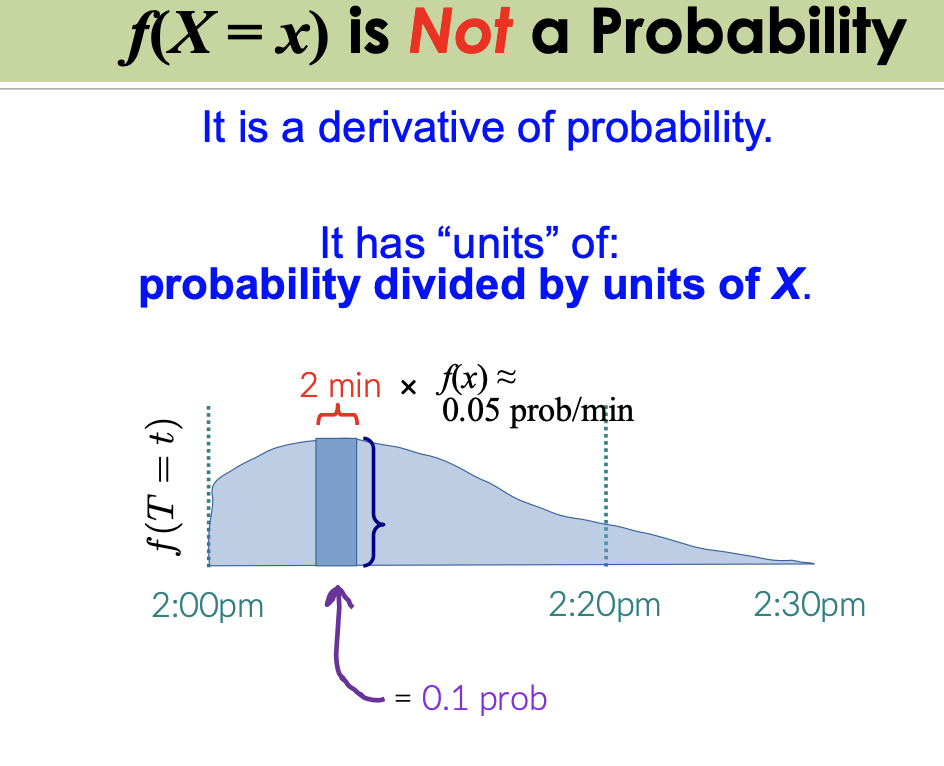 f(X = x) is Not a Probability
It is a derivative of probability.
It has “units” of:
probability divided by units of X.
2 min × f(x) ≈
0.05 prob/min
f(T = t)
2:00pm 2:20pm 2:30pm
= 0.1 prob